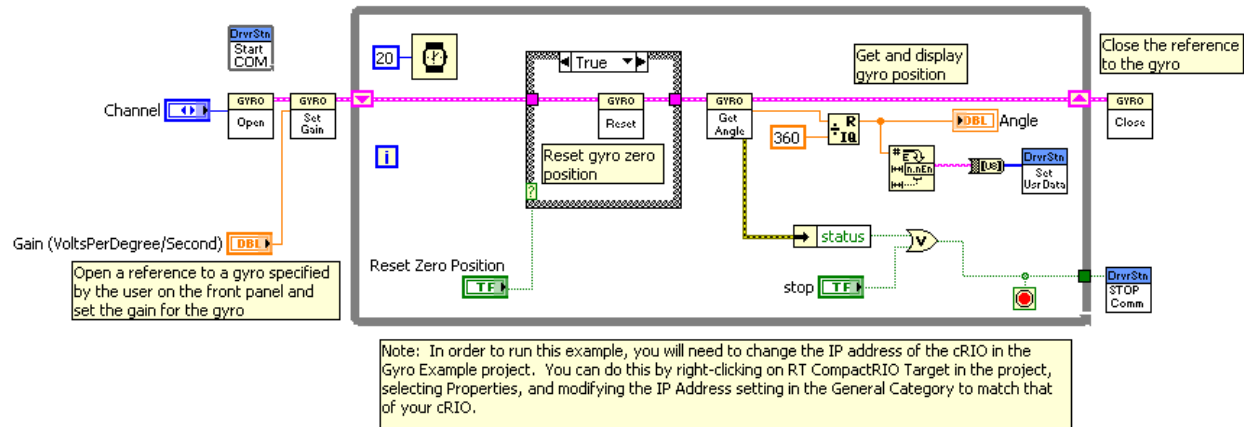 DrvrStn
Start
COM
20
True
Get and display
gyro position
Close the reference
to the gyro
Channel
GYRO
Open
GYRO
Set
Gain
GYRO
Reset
GYRO
Get
Angle
R
IQ
360
DBL
Angle
GYRO
Close
i
Reset gyro zero
position
?
#
n.nEn
[U8]
DrvrStn
Set
UsrData
status
V
Gain (VoltsPerDegree/Second)
DBL
Reset Zero Position
TF
stop
TF
DrvrStn
STOP
Comm
Open a reference to a gyro specified
by the user on the front panel and
set the gain for the gyro
Note: In order to run this example, you will need to change the IP address of the cRIO in the
Gyro Example project. You can do this by right-clicking on RT CompactRIO Target in the project,
selecting Properties, and modifying the IP Address setting in the General Category to match that
of your cRIO.